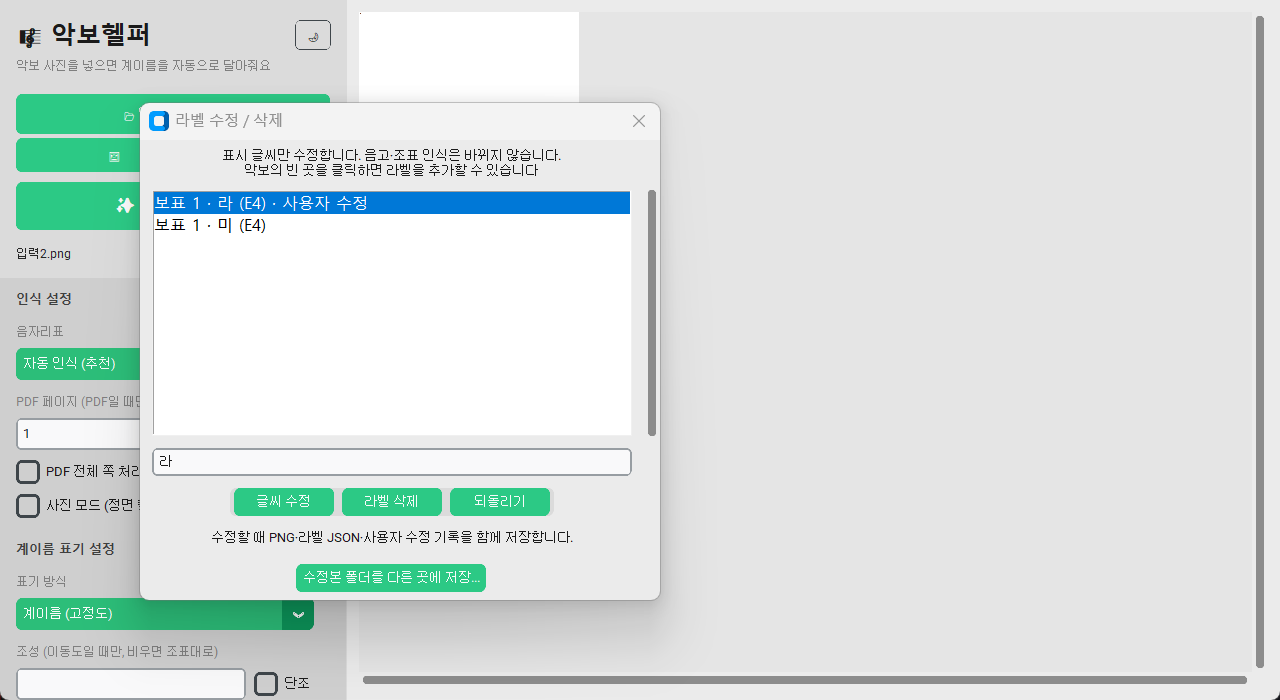 악보헬퍼
악보 사진을 넣으면 계이름을 자동으로 달아줘요
입력2.png
인식 설정
음자리표
자동 인식 (추천)
PDF 페이지 (PDF일 때만
1
PDF 전체 쪽 처리
사진 모드 (정면
계이름 표기 설정
표기 방식
계이름 (고정도)
조성 (이동도일 때만, 비우면 조표대로)
단조
라벨 수정 / 삭제
표시 글씨만 수정합니다. 음고·조표 인식은 바뀌지 않습니다.
악보의 빈 곳을 클릭하면 라벨을 추가할 수 있습니다
보표 1 · 라 (E4) · 사용자 수정
보표 1 · 미 (E4)
라
글씨 수정
라벨 삭제
되돌리기
수정할 때 PNG·라벨 JSON·사용자 수정 기록을 함께 저장합니다.
수정본 폴더를 다른 곳에 저장...